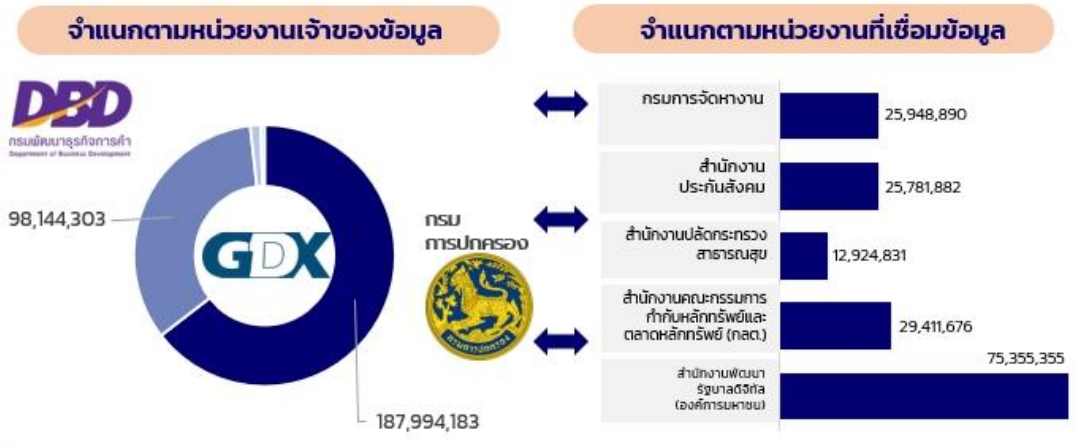 จำแนกตามหน่วยงานเจ้าของข้อมูล
จำแนกตามหน่วยงานที่เชื่อมข้อมูล
DBD
กรมพัฒนาธุรกิจการค้า
Department of Business Development
98,144,303
GDX
กรม
การปกครอง
กรมการปกครอง
187,994,183
กรมการจัดหางาน
25,948,890
สำนักงาน
ประกันสังคม
25,781,882
สำนักงานปลัดกระทรวง
สาธารณสุข
12,924,831
สำนักงานคณะกรรมการ
กำกับหลักทรัพย์และ
ตลาดหลักทรัพย์ (กลต.)
29,411,676
75,355,355
สำนักงานพัฒนา
รัฐบาลดิจิทัล
(องค์การมหาชน)